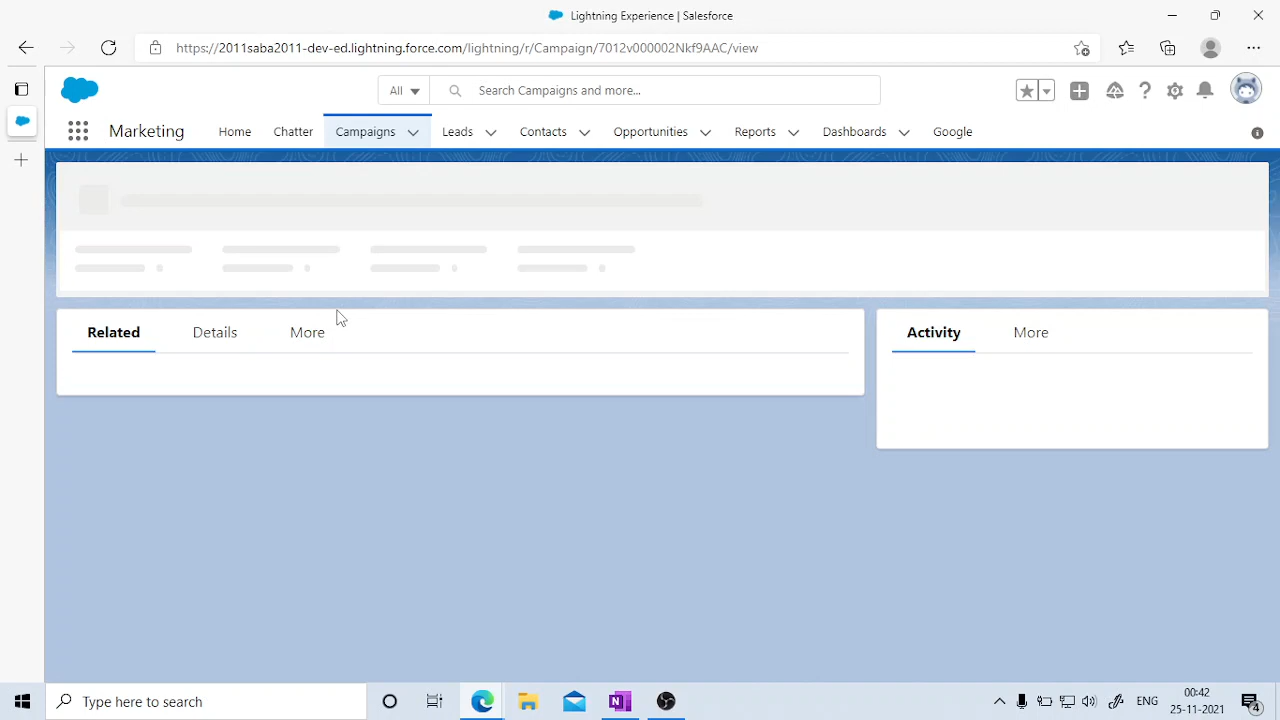 Lightning Experience | Salesforce
https://2011saba2011-dev-ed.lightning.force.com/lightning/r/Campaign/7012v000002Nkf9AAC/view
All
Search Campaigns and more...
Marketing
Home
Chatter
Campaigns
Leads
Contacts
Opportunities
Reports
Dashboards
Google
Related
Details
More
Activity
More
Type here to search
ENG
00:42
25-11-2021
4